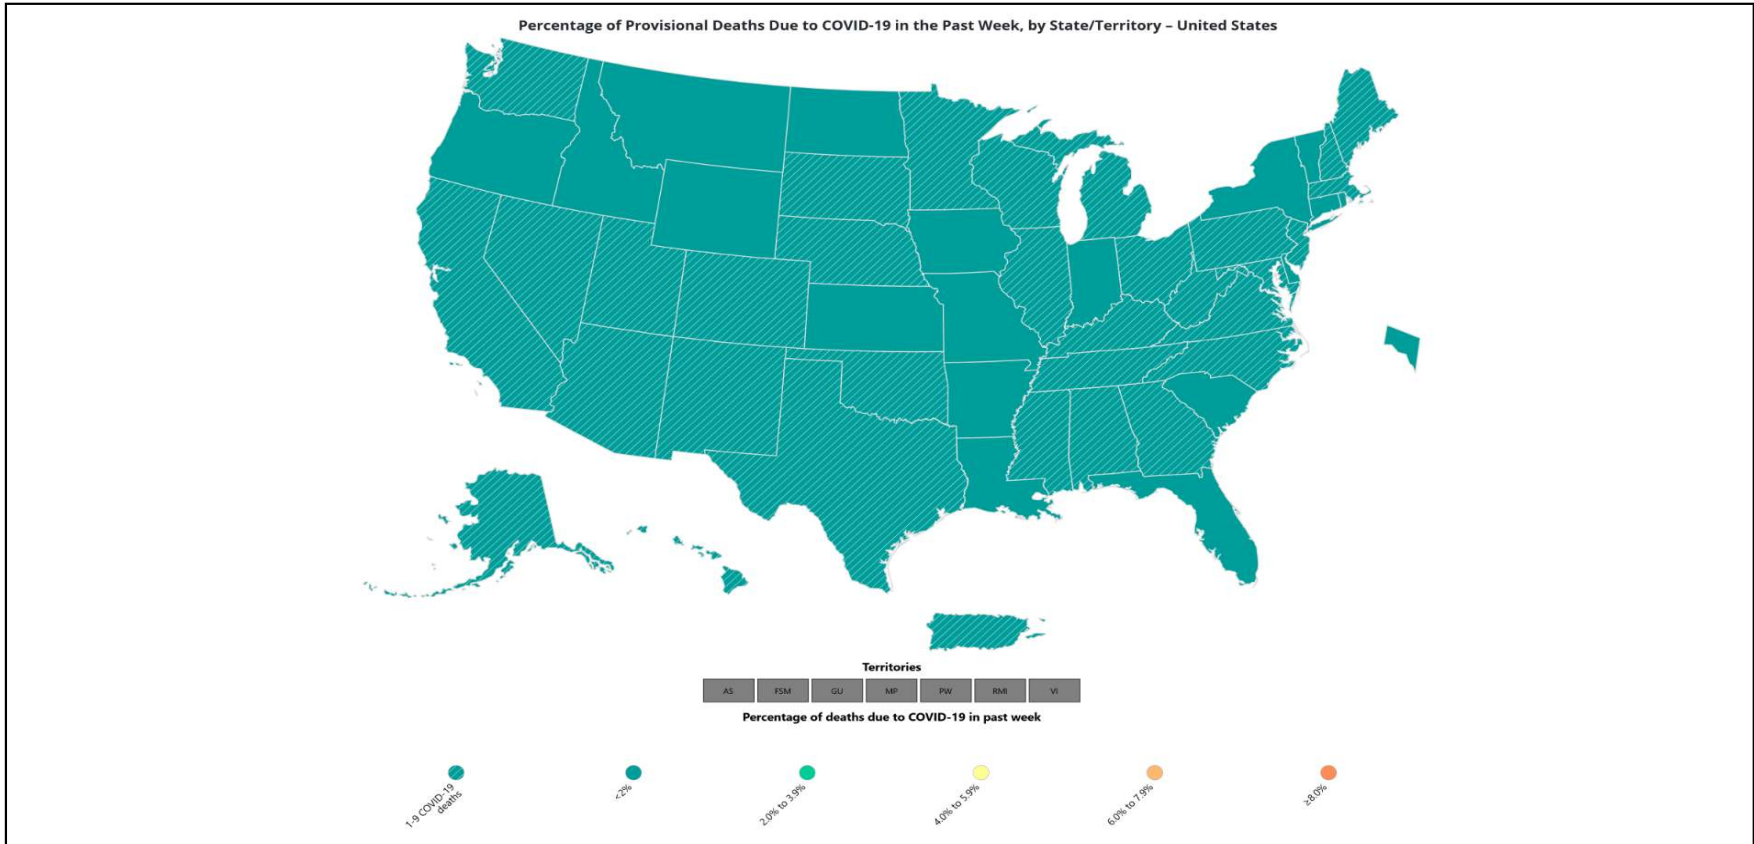 Percentage of Provisional Deaths Due to COVID-19 in the Past Week, by State/Territory – United States
Territories
AS
FSM
GU
MP
PW
RMI
VI
Percentage of deaths due to COVID-19 in past week
1-9 COVID-19
deaths
<2%
2.0% to 3.9%
4.0% to 5.9%
6.0% to 7.9%
≥8.0%